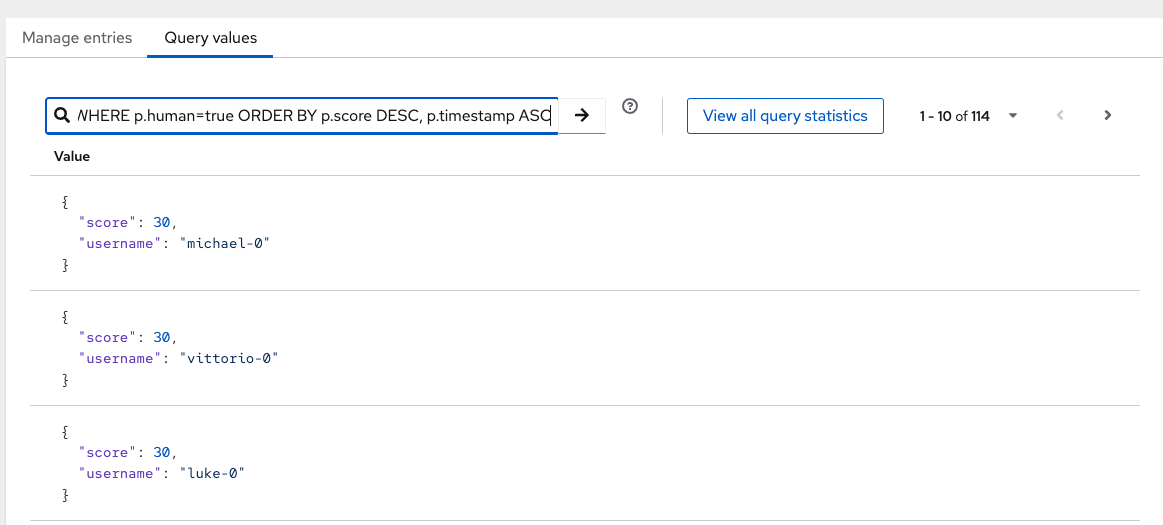 Manage entries Query values
WHERE p.human=true ORDER BY p.score DESC, p.timestamp ASC View all query statistics 1 - 10 of 114
Value
{
"score": 30,
"username": "michael-0"
}
{
"score": 30,
"username": "vittorio-0"
}
{
"score": 30,
"username": "luke-0"
}